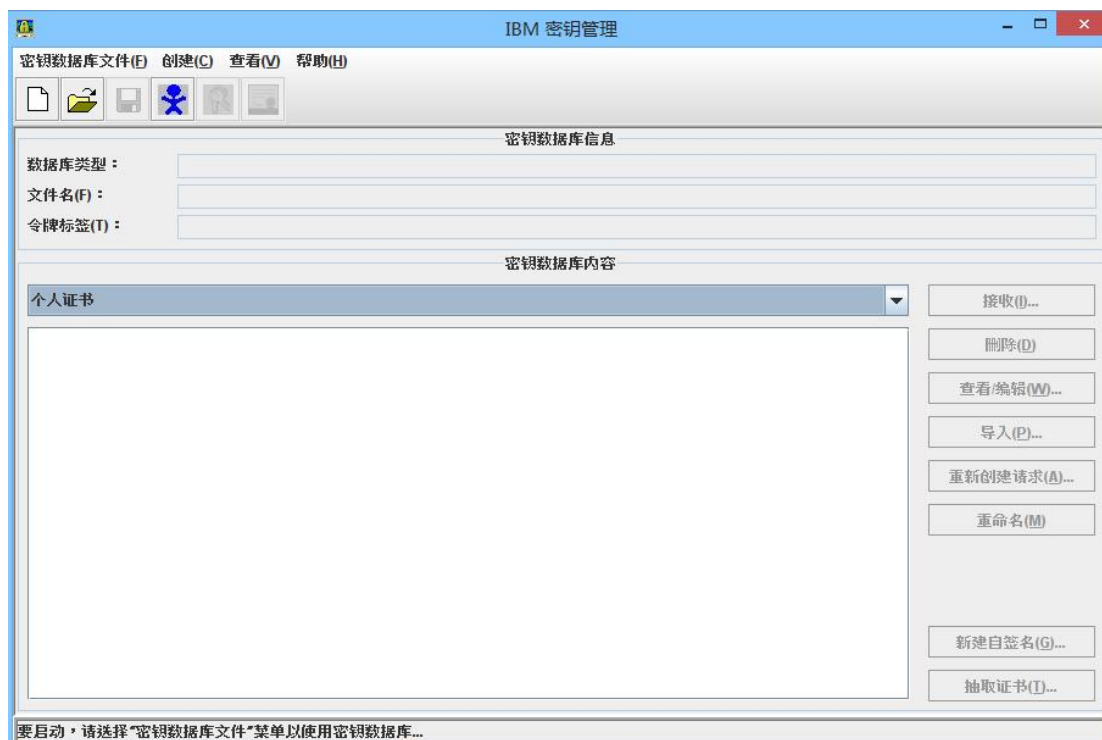 IBM 密钥管理
密钥数据库文件(F) 创建(C) 查看(V) 帮助(H)
密钥数据库信息
数据库类型：
文件名(F)：
令牌标签(T)：
密钥数据库内容
个人证书
接收(I)...
删除(D)
查看/编辑(W)...
导入(P)...
重新创建请求(A)...
重命名(M)
新建自签名(G)...
抽取证书(T)...
要启动，请选择“密钥数据库文件”菜单以使用密钥数据库...